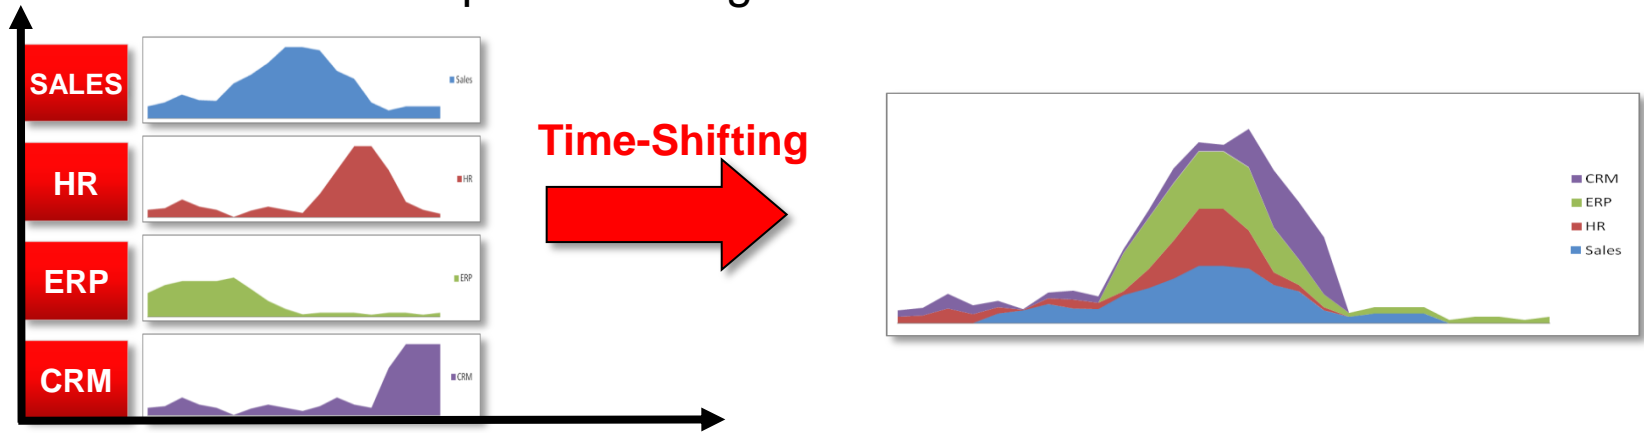 SALES
Sales
HR
HR
ERP
ERP
CRM
CRM
Time-Shifting
CRM
ERP
HR
Sales